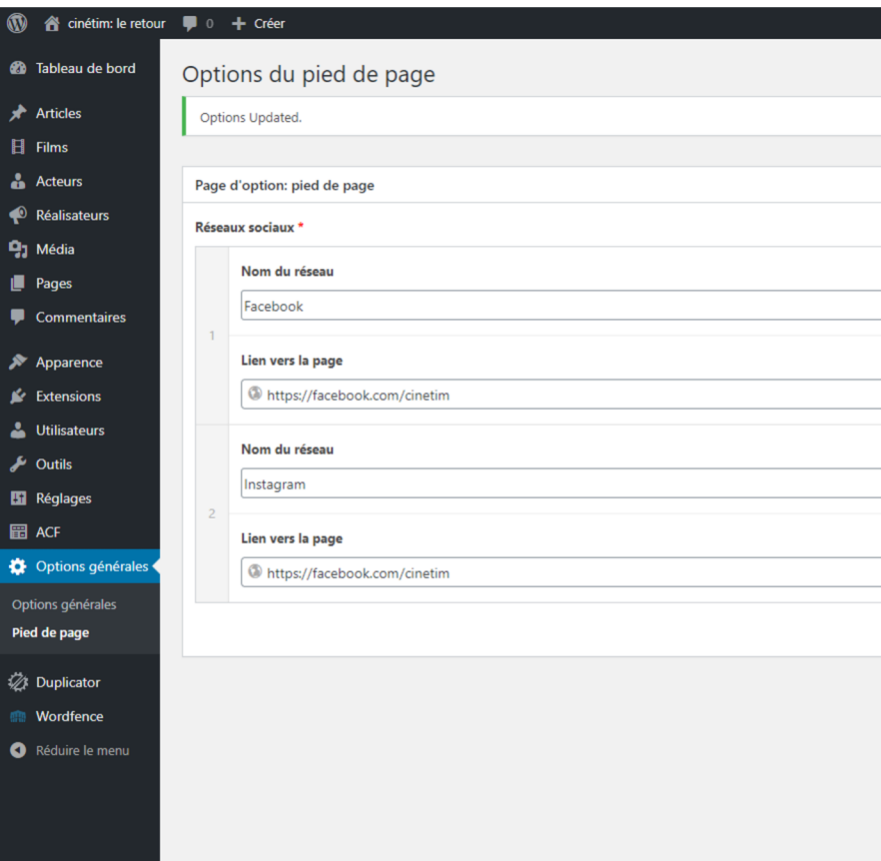 cinétim: le retour 0 Créer
Tableau de bord
Articles
Films
Acteurs
Réalisateurs
Média
Pages
Commentaires
Apparence
Extensions
Utilisateurs
Outils
Réglages
ACF
Options générales
Options générales
Pied de page
Duplicator
Wordfence
Réduire le menu
Options du pied de page
Options Updated.
Page d'option: pied de page
Réseaux sociaux *
1
Nom du réseau
Facebook
Lien vers la page
https://facebook.com/cinetim
2
Nom du réseau
Instagram
Lien vers la page
https://facebook.com/cinetim